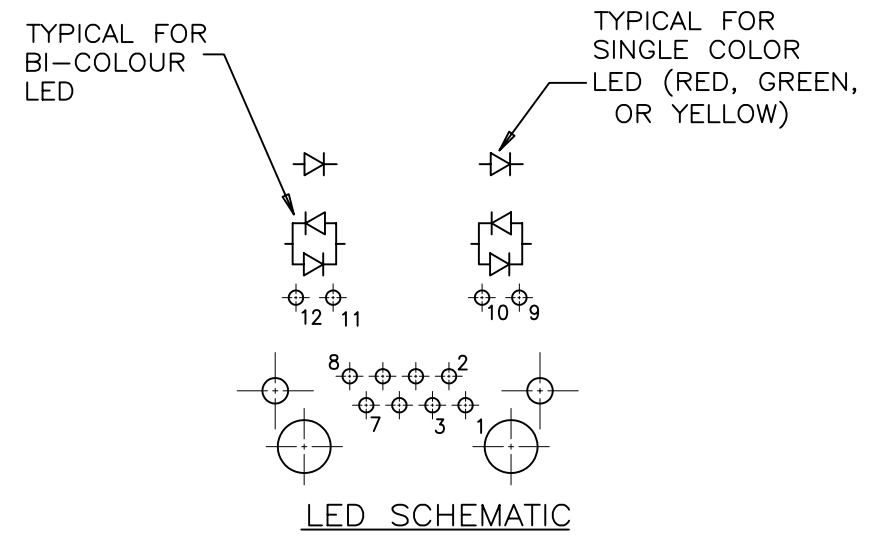 TYPICAL FOR
BI-COLOUR
LED
TYPICAL FOR
SINGLE COLOR
LED (RED, GREEN,
OR YELLOW)
12 11 10 9
8 2
7 3 1
LED SCHEMATIC